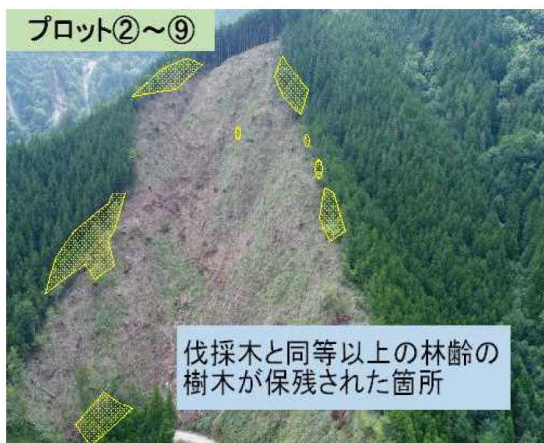 プロット②～⑨
伐採木と同等以上の林齢の
樹木が保残された箇所